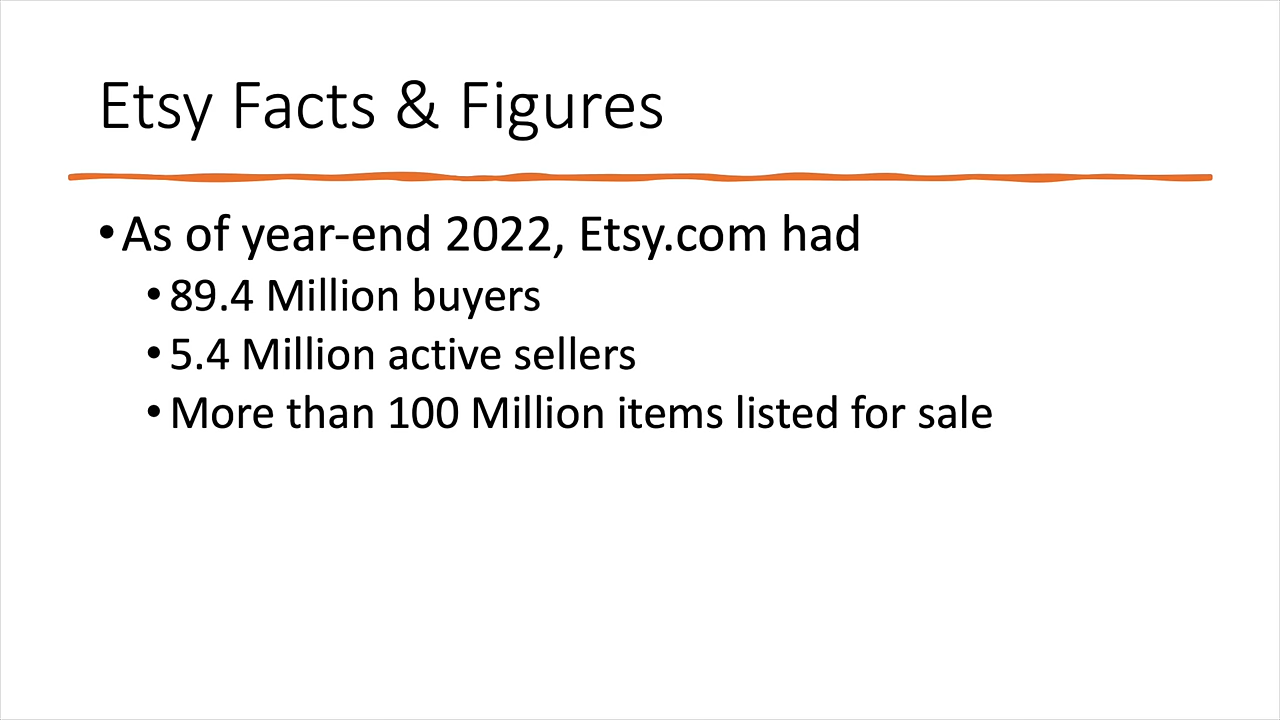 Etsy Facts & Figures
•As of year-end 2022, Etsy.com had
•89.4 Million buyers
•5.4 Million active sellers
•More than 100 Million items listed for sale